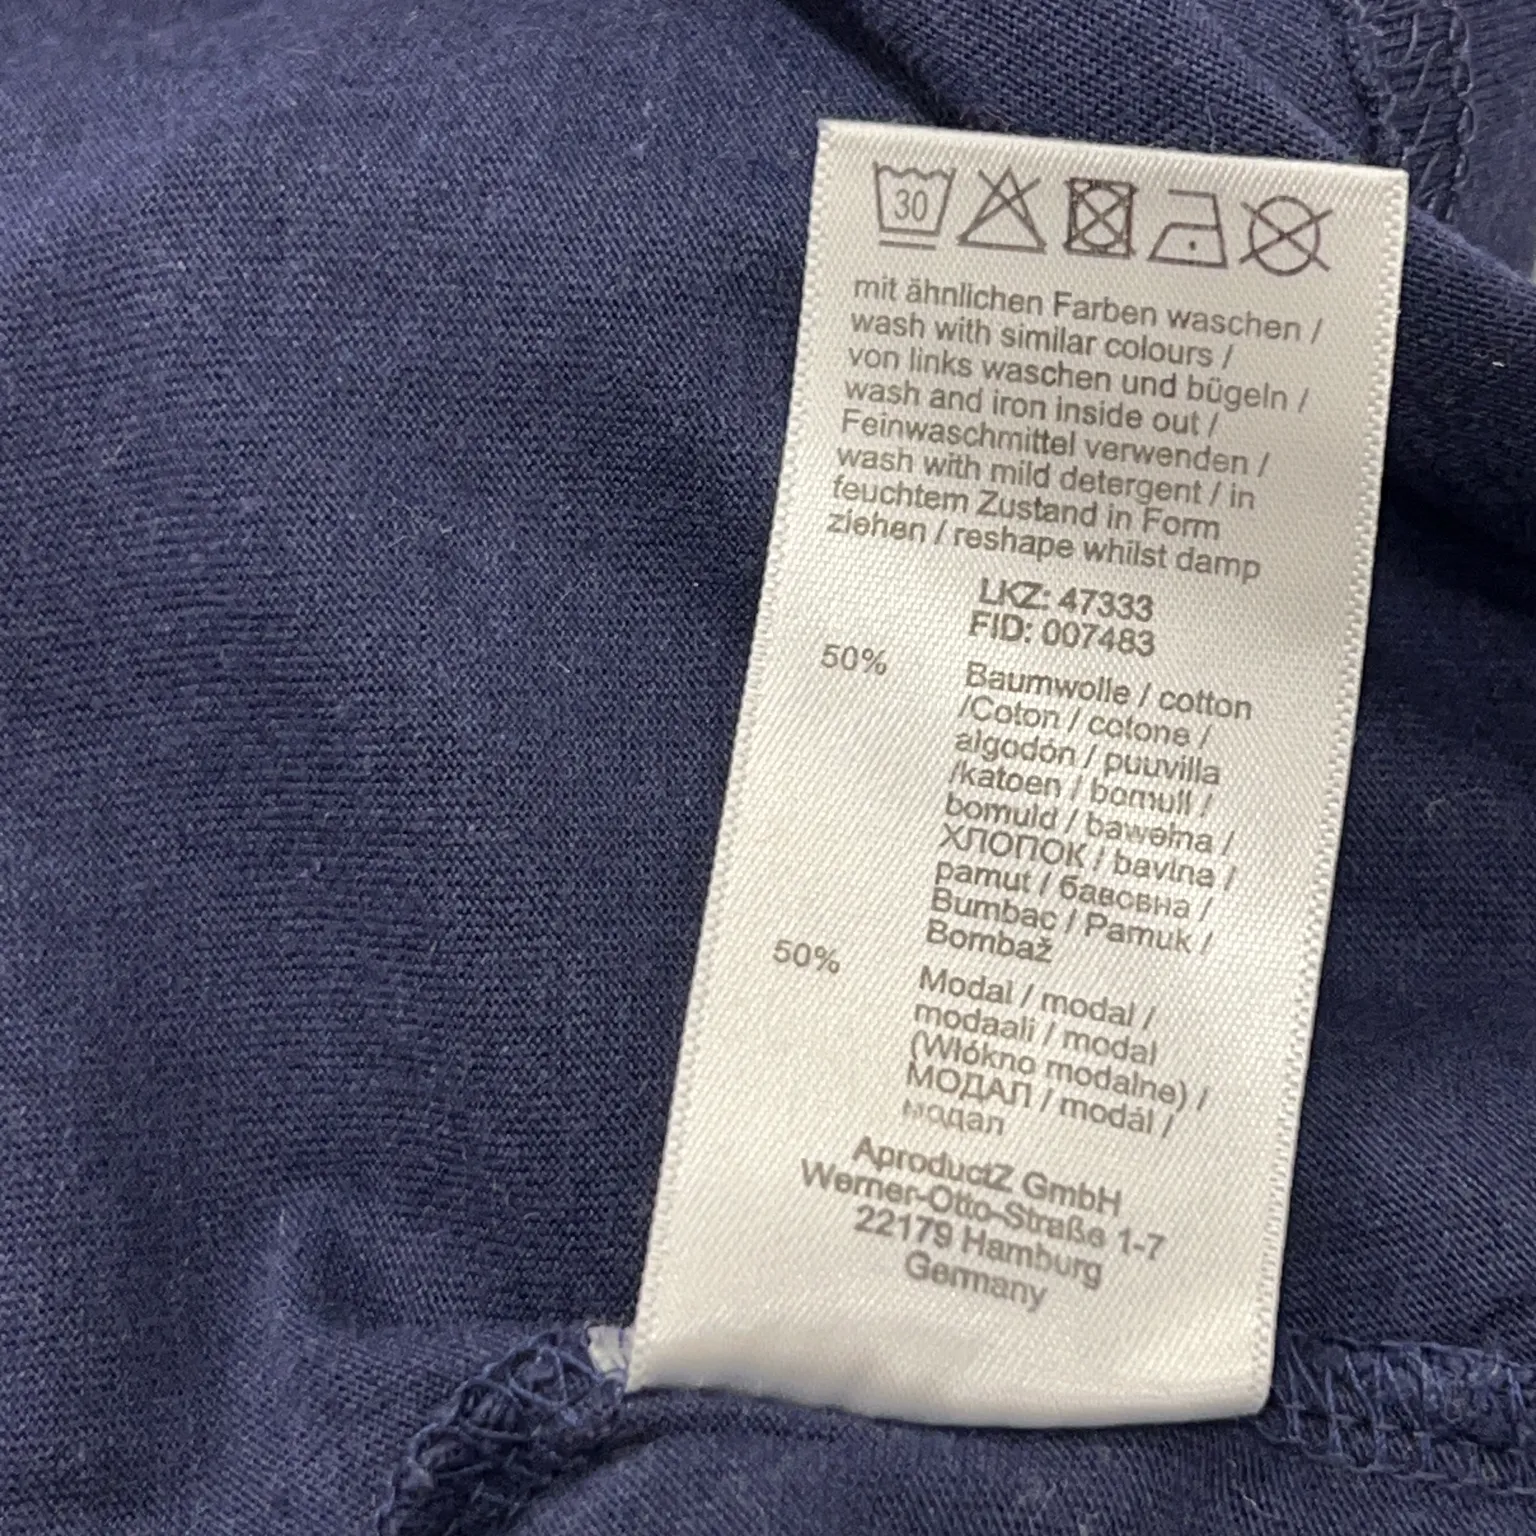 30
mit ähnlichen Farben waschen /
wash with similar colours /
von links waschen und bügeln /
wash and iron inside out /
Feinwaschmittel verwenden /
wash with mild detergent / in
feuchtem Zustand in Form
ziehen / reshape whilst damp
LKZ: 47333
FID: 007483
50% Baumwolle / cotton
/Coton / cotone /
algodón / puuvilla
/katoen / bomull /
bomuld / bawełna /
ХЛОПОК / bavlna /
pamut / бавовна /
Bumbac / Pamuk /
Bombaž
50% Modal / modal /
modaali / modal
(Włókno modalne) /
МОДАЛ / modál /
модал
AproductZ GmbH
Werner-Otto-Straße 1-7
22179 Hamburg
Germany